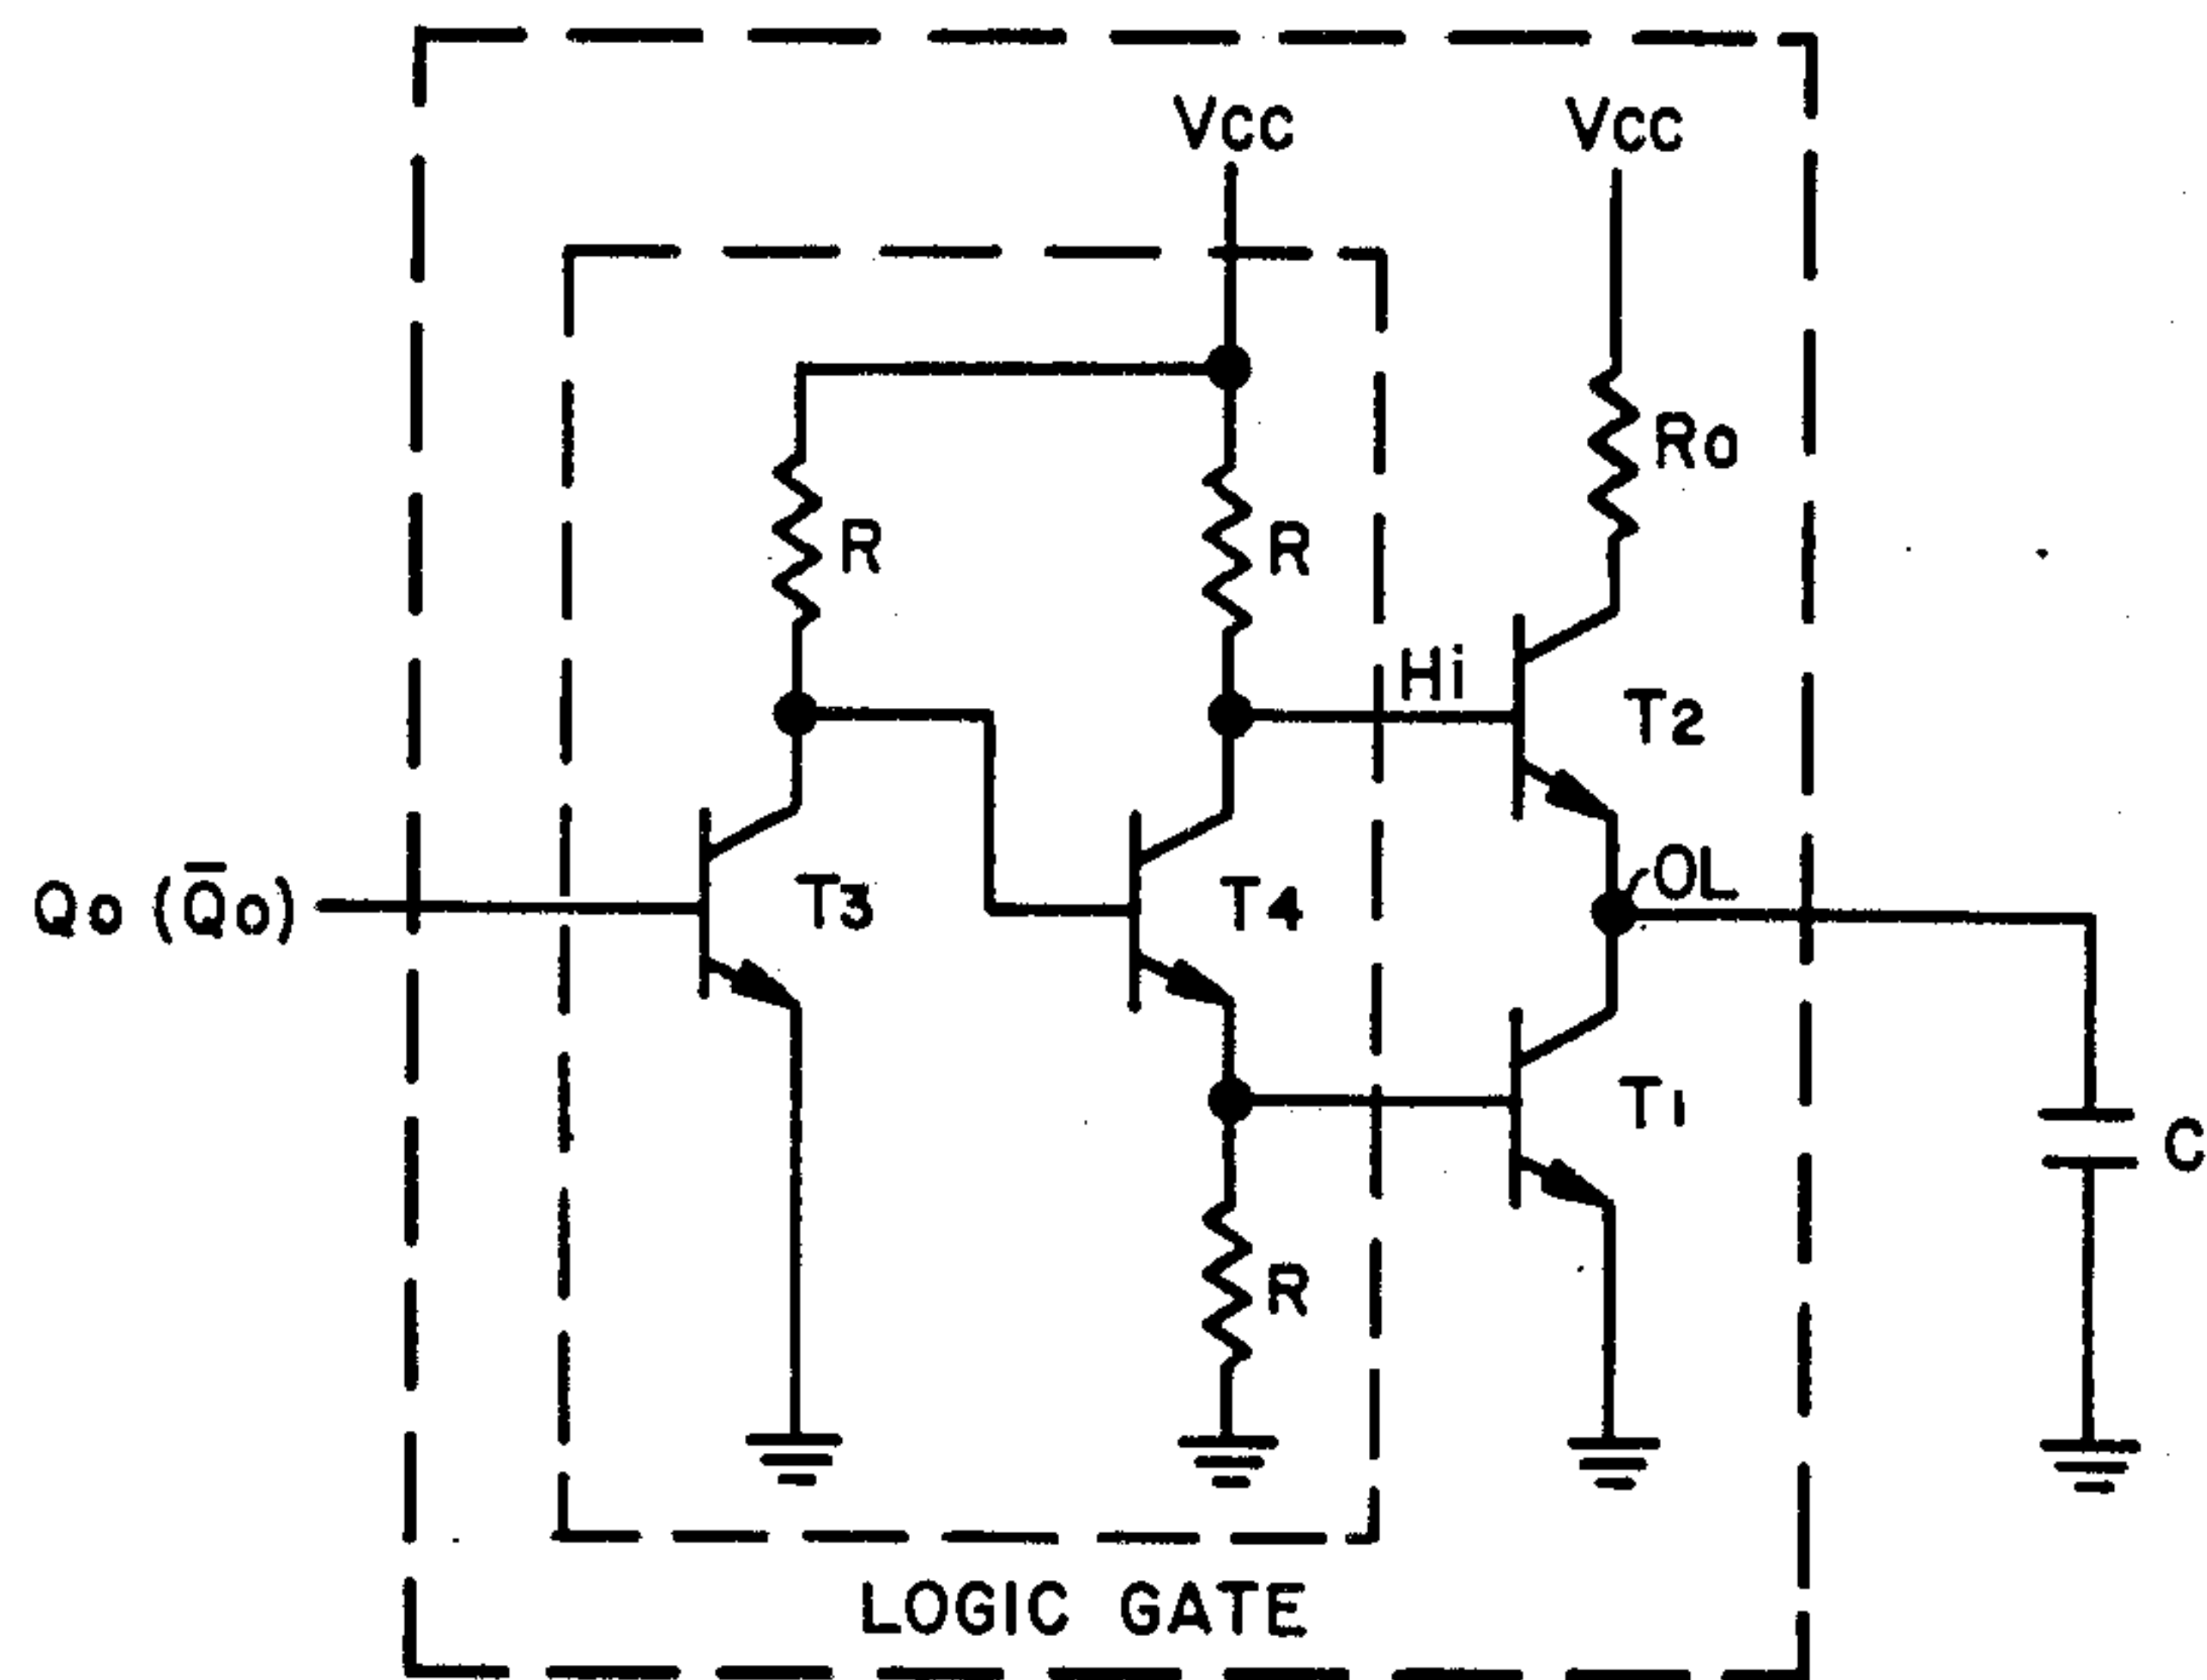 Vcc
Vcc
Ro
R
R
Hi
T2
Qo (Q̅o)
T3
T4
OL
T1
C
R
LOGIC GATE